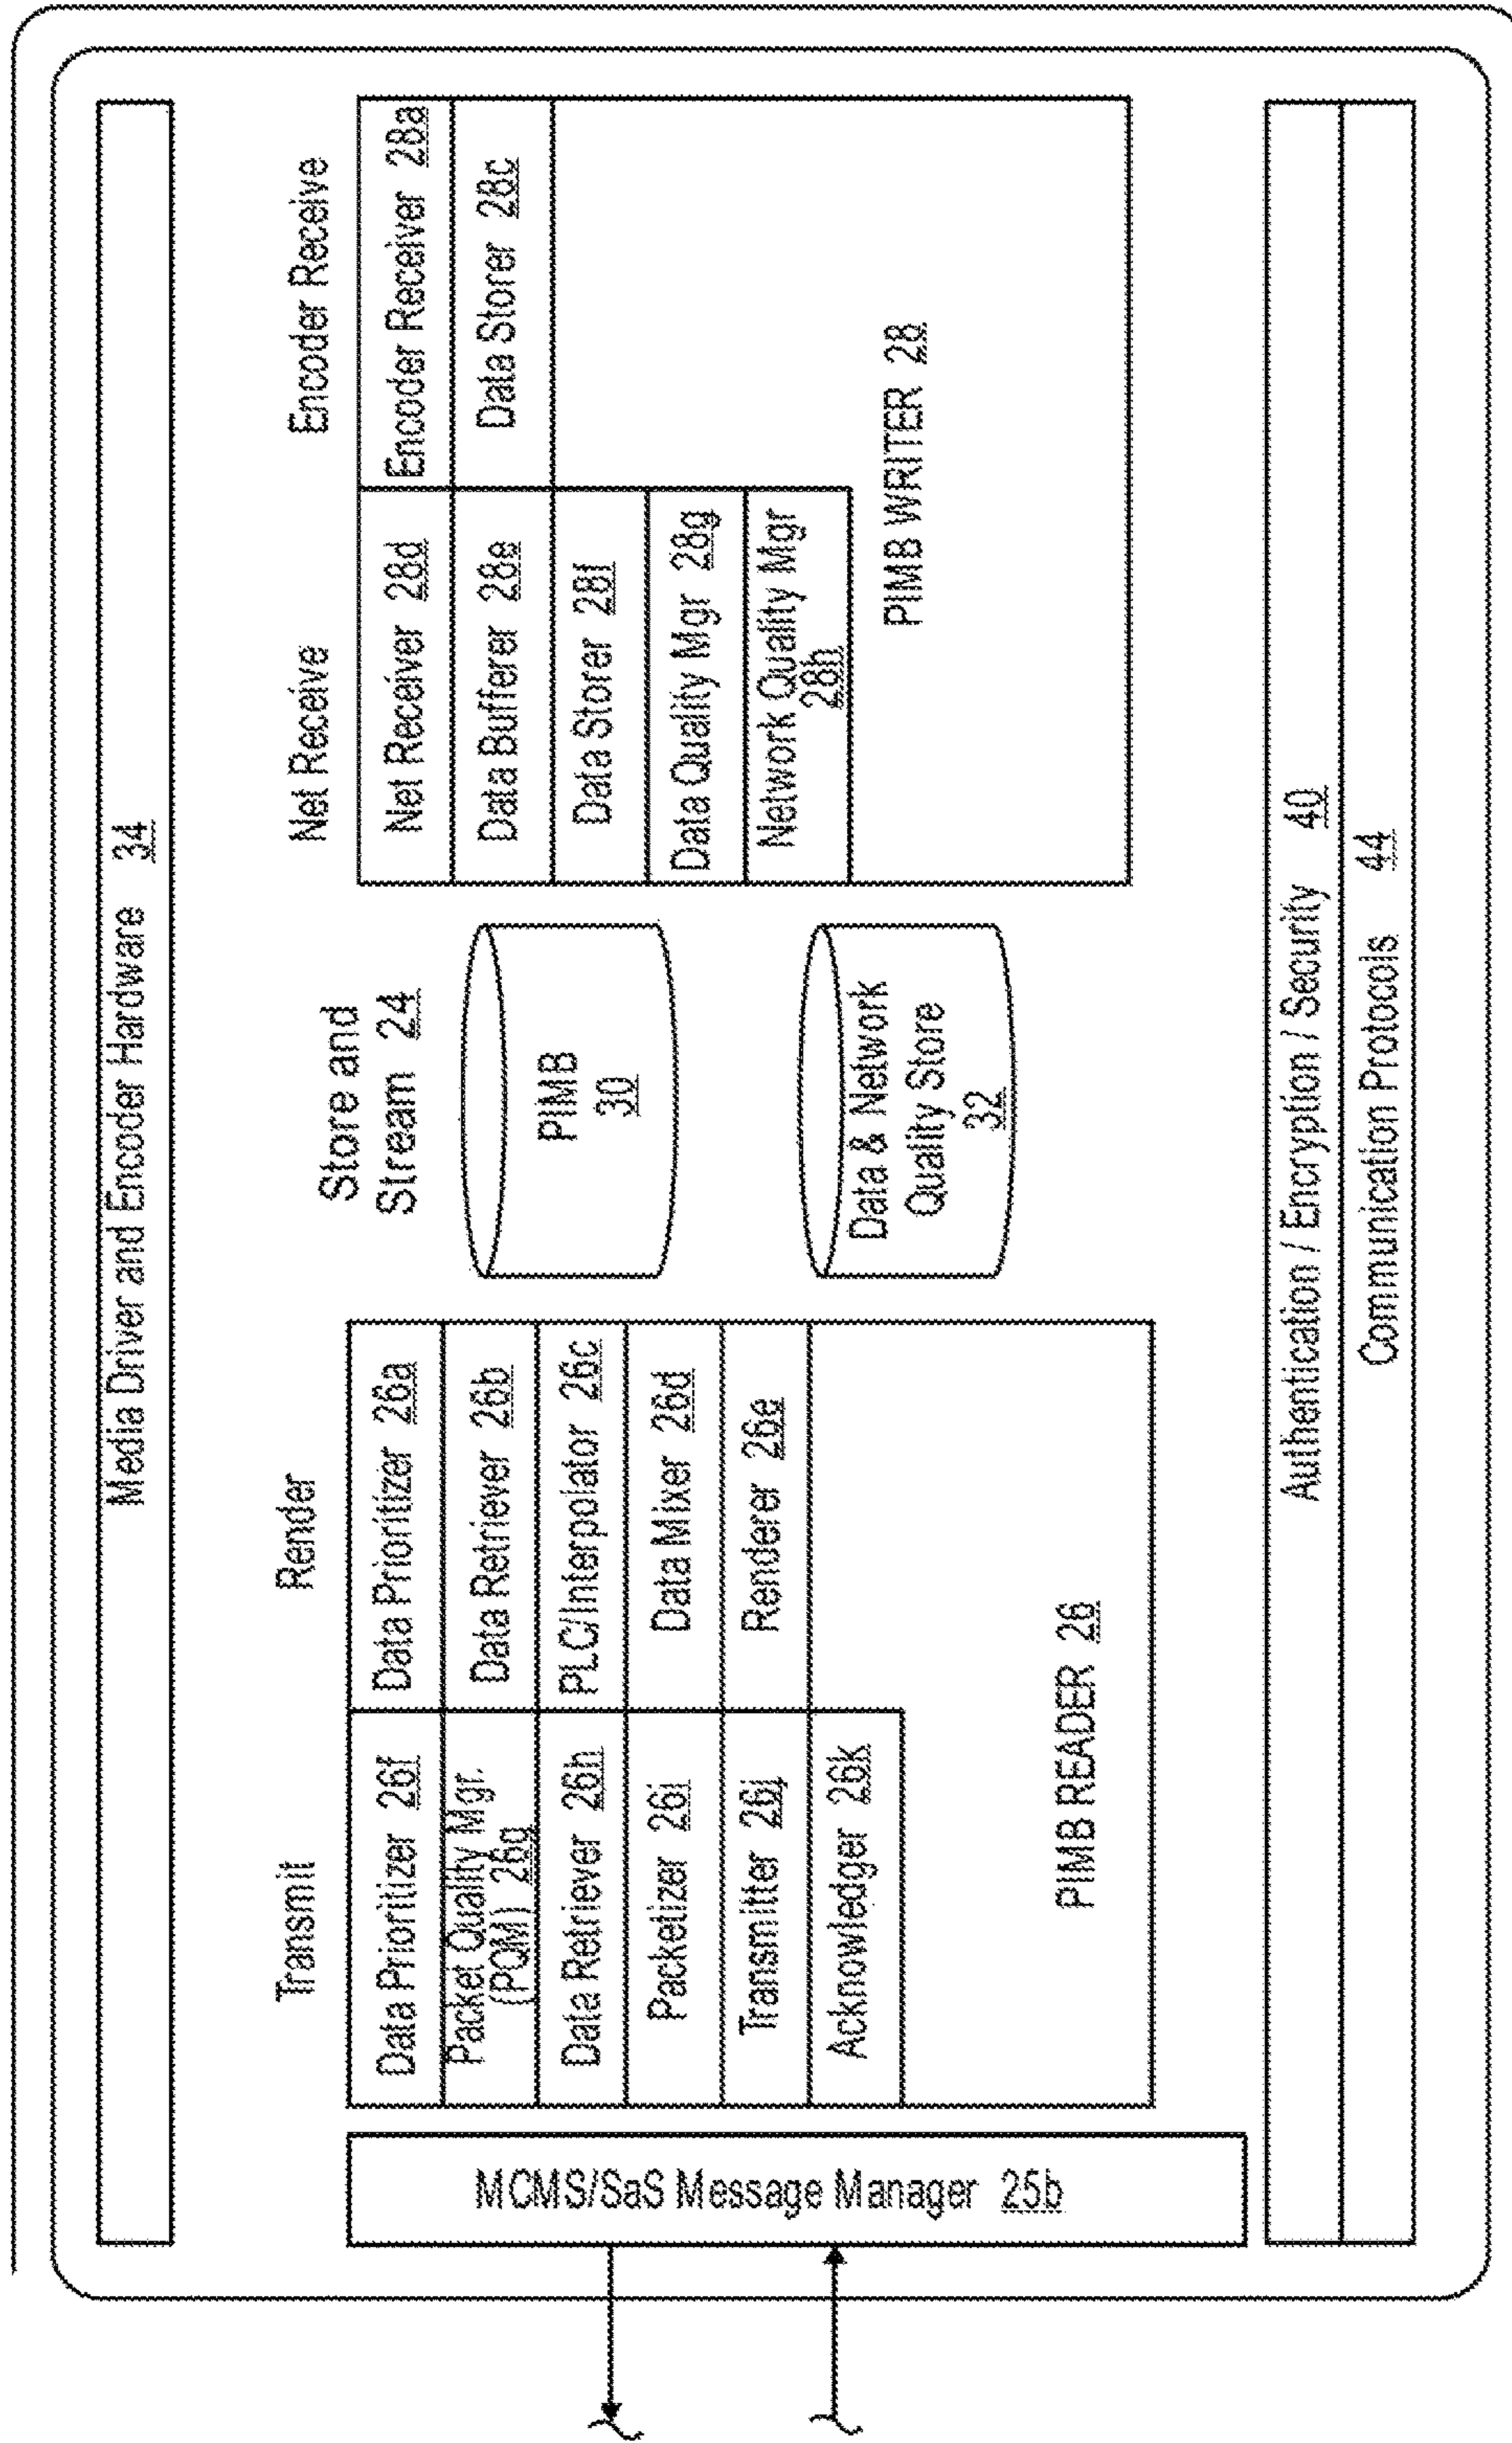 Media Driver and Encoder Hardware 34
Transmit
Render
Store and
Stream 24
Net Receive
Encoder Receive
MCMS/SaS Message Manager 25b
Data Prioritizer 26f
Packet Quality Mgr.
(PQM) 26g
Data Retriever 26h
Packetizer 26i
Transmitter 26j
Acknowledger 26k
Data Prioritizer 26a
Data Retriever 26b
PLC/Interpolator 26c
Data Mixer 26d
Renderer 26e
PIMB READER 26
PIMB
30
Data & Network
Quality Store
32
Net Receiver 28d
Data Bufferer 28e
Data Storer 28f
Data Quality Mgr 28g
Network Quality Mgr
28h
Encoder Receiver 28a
Data Storer 28c
PIMB WRITER 28
Authentication / Encryption / Security 40
Communication Protocols 44